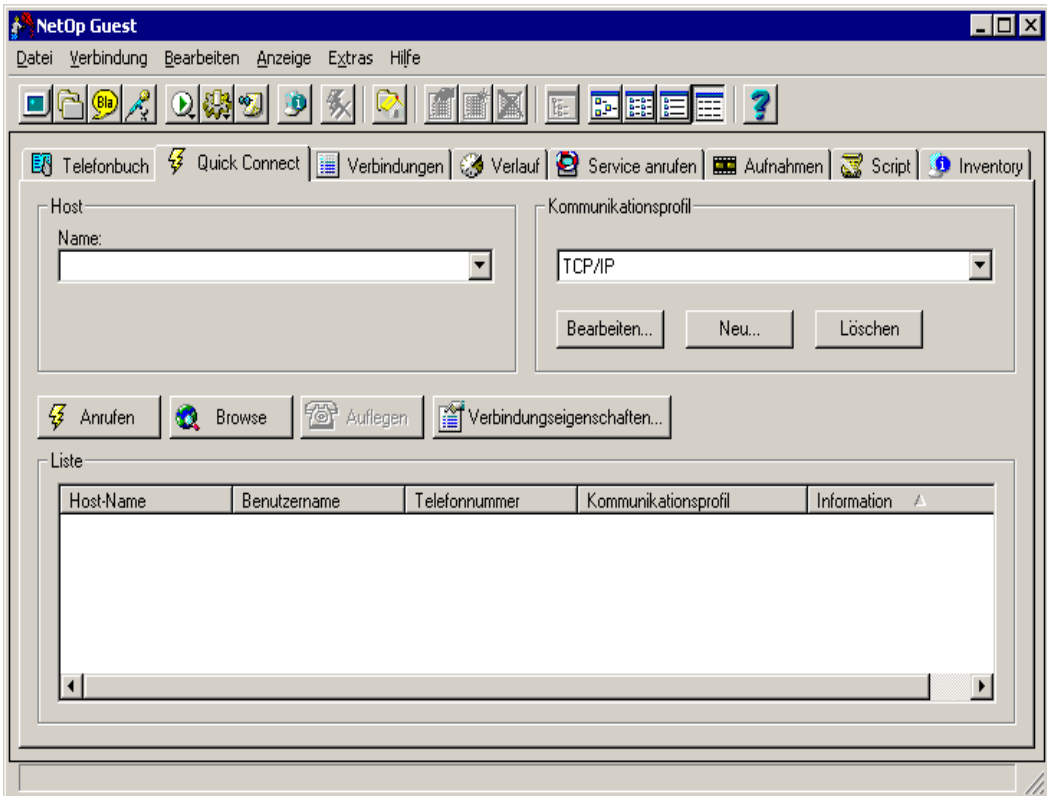 NetOp Guest
Datei Verbindung Bearbeiten Anzeige Extras Hilfe
Bla
Telefonbuch Quick Connect Verbindungen Verlauf Service anrufen Aufnahmen Script Inventory
Host Kommunikationsprofil
Name:
TCP/IP
Bearbeiten... Neu... Löschen
Anrufen Browse Auflegen Verbindungseigenschaften...
Liste
Host-Name Benutzername Telefonnummer Kommunikationsprofil Information